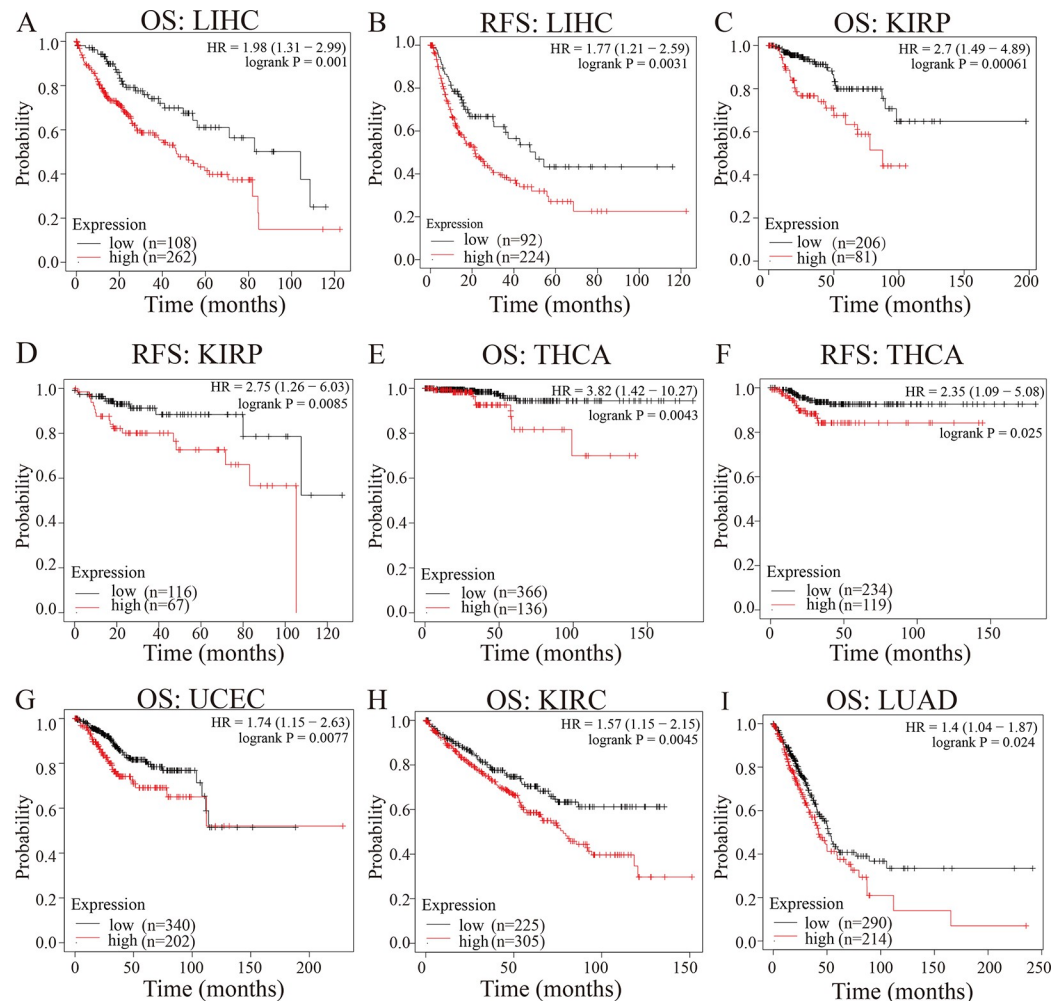 A OS: LIHC
HR = 1.98 (1.31 − 2.99)
logrank P = 0.001
Probability
1.0
0.8
0.6
0.4
0.2
0.0
Expression
low (n=108)
high (n=262)
0 20 40 60 80 100 120
Time (months)
B RFS: LIHC
HR = 1.77 (1.21 − 2.59)
logrank P = 0.0031
Probability
1.0
0.8
0.6
0.4
0.2
0.0
Expression
low (n=92)
high (n=224)
0 20 40 60 80 100 120
Time (months)
C OS: KIRP
HR = 2.7 (1.49 − 4.89)
logrank P = 0.00061
Probability
1.0
0.8
0.6
0.4
0.2
0.0
Expression
low (n=206)
high (n=81)
0 50 100 150 200
Time (months)
D RFS: KIRP
HR = 2.75 (1.26 − 6.03)
logrank P = 0.0085
Probability
1.0
0.8
0.6
0.4
0.2
0.0
Expression
low (n=116)
high (n=67)
0 20 40 60 80 100 120
Time (months)
E OS: THCA
HR = 3.82 (1.42 − 10.27)
logrank P = 0.0043
Probability
1.0
0.8
0.6
0.4
0.2
0.0
Expression
low (n=366)
high (n=136)
0 50 100 150
Time (months)
F RFS: THCA
HR = 2.35 (1.09 − 5.08)
logrank P = 0.025
Probability
1.0
0.8
0.6
0.4
0.2
0.0
Expression
low (n=234)
high (n=119)
0 50 100 150
Time (months)
G OS: UCEC
HR = 1.74 (1.15 − 2.63)
logrank P = 0.0077
Probability
1.0
0.8
0.6
0.4
0.2
0.0
Expression
low (n=340)
high (n=202)
0 50 100 150 200
Time (months)
H OS: KIRC
HR = 1.57 (1.15 − 2.15)
logrank P = 0.0045
Probability
1.0
0.8
0.6
0.4
0.2
0.0
Expression
low (n=225)
high (n=305)
0 50 100 150
Time (months)
I OS: LUAD
HR = 1.4 (1.04 − 1.87)
logrank P = 0.024
Probability
1.0
0.8
0.6
0.4
0.2
0.0
Expression
low (n=290)
high (n=214)
0 50 100 150 200 250
Time (months)